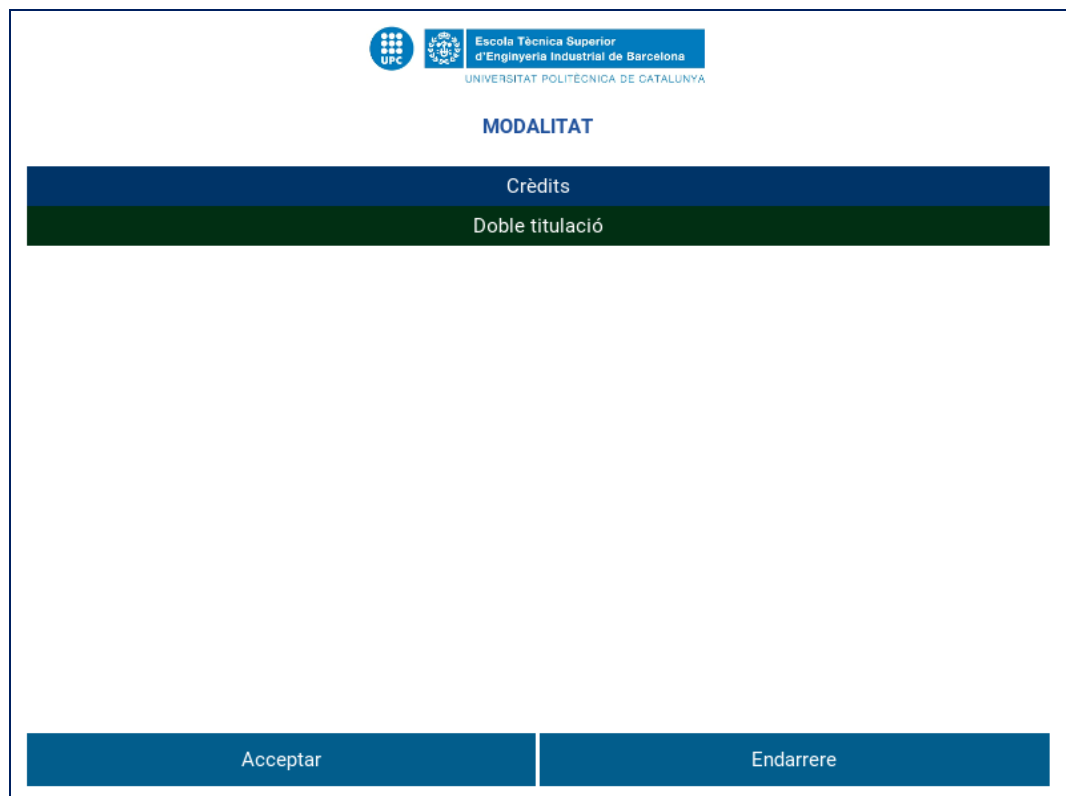 UPC
Escola Tècnica Superior
d'Enginyeria Industrial de Barcelona
UNIVERSITAT POLITÈCNICA DE CATALUNYA
MODALITAT
Crèdits
Doble titulació
Acceptar
Endarrere